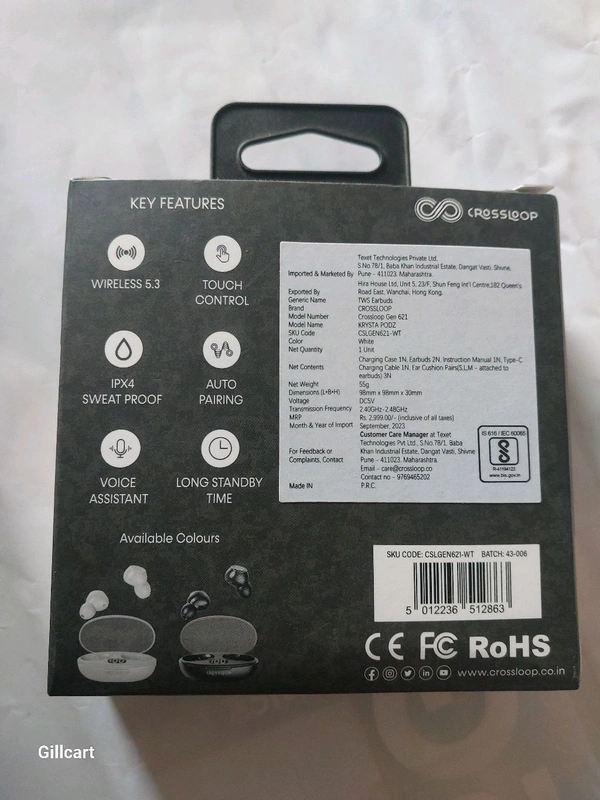 KEY FEATURES
CROSSLOOP
WIRELESS 5.3
TOUCH
CONTROL
IPX4
SWEAT PROOF
AUTO
PAIRING
VOICE
ASSISTANT
LONG STANDBY
TIME
Available Colours
Texet Technologies Private Ltd.
S.No.78/1, Baba Khan Industrial Estate, Dangat Vasti, Shivne,
Imported & Marketed By Pune - 411023. Maharashtra.
Hira House Ltd, Unit 5, 23/F, Shun Feng Int'l Centre,182 Queen's
Exported By Road East, Wanchai, Hong Kong.
Generic Name TWS Earbuds
Brand CROSSLOOP
Model Number Crossloop Gen 621
Model Name KRYSTA PODZ
SKU Code CSLGEN621-WT
Color White
Net Quantity 1 Unit
Charging Case 1N, Earbuds 2N, Instruction Manual 1N, Type-C
Net Contents Charging Cable 1N, Ear Cushion Pairs(S,L,M - attached to
earbuds) 3N
Net Weight 55g
Dimensions (L×B×H) 98mm x 98mm x 30mm
Voltage DC5V
Transmission Frequency 2.40GHz-2.48GHz
MRP Rs. 2,999.00/- (inclusive of all taxes)
Month & Year of Import September, 2023
Customer Care Manager at Texet
Technologies Pvt Ltd., S.No.78/1, Baba
For Feedback or Khan Industrial Estate, Dangat Vasti, Shivne
Complaints, Contact Pune - 411023. Maharashtra.
Email - care@crossloop.co
Contact no - 9769465202
Made IN P.R.C.
IS 616 / IEC 60065
R-41194123
www.bis.gov.in
SKU CODE: CSLGEN621-WT BATCH: 43-006
5 012236 512863
CE FC RoHS
www.crossloop.co.in
Gillcart